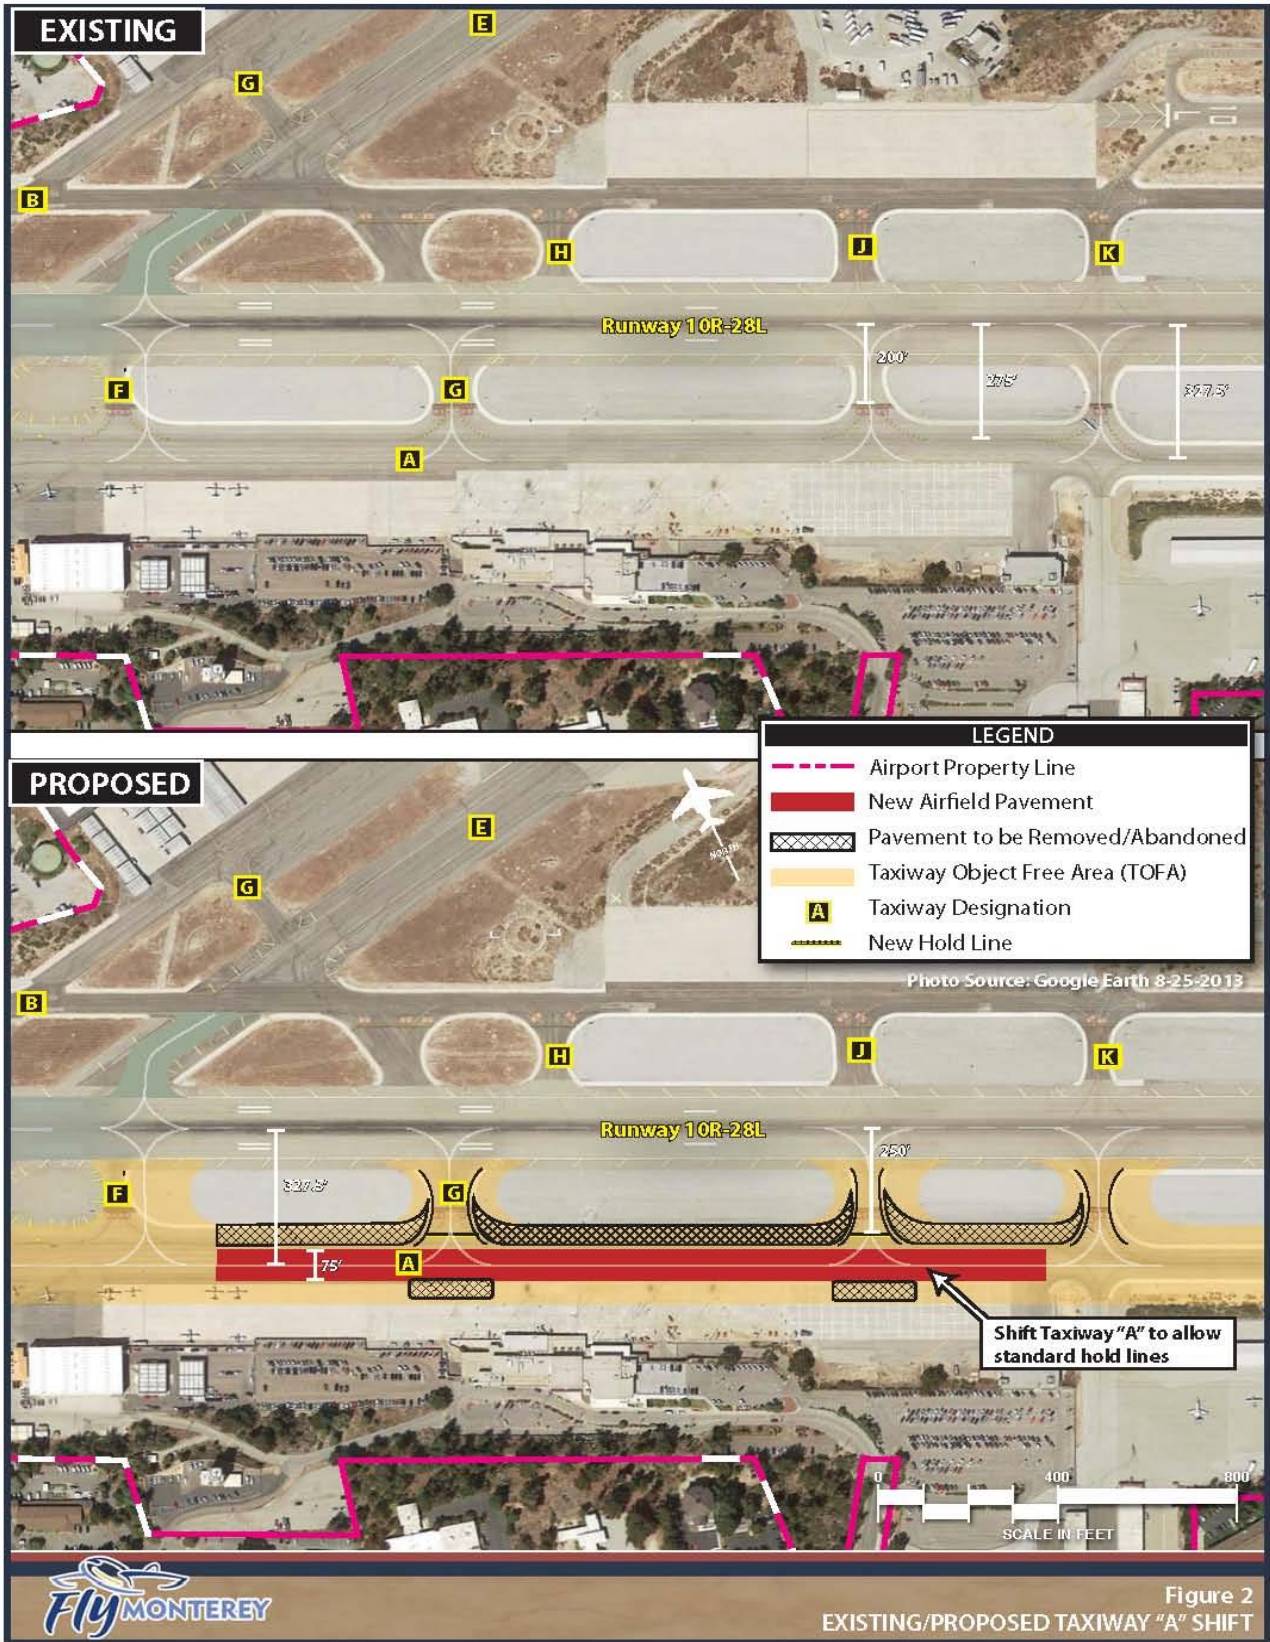 EXISTING
E
G
B
H
J
K
Runway 10R-28L
200'
275'
327.5'
F
G
A
LEGEND
Airport Property Line
New Airfield Pavement
Pavement to be Removed/Abandoned
Taxiway Object Free Area (TOFA)
A Taxiway Designation
New Hold Line
Photo Source: Google Earth 8-25-2013
PROPOSED
E
NORTH
G
B
H
J
K
Runway 10R-28L
250'
327.5'
F
G
75'
A
Shift Taxiway "A" to allow
standard hold lines
0 400 800
SCALE IN FEET
Fly MONTEREY
Figure 2
EXISTING/PROPOSED TAXIWAY "A" SHIFT